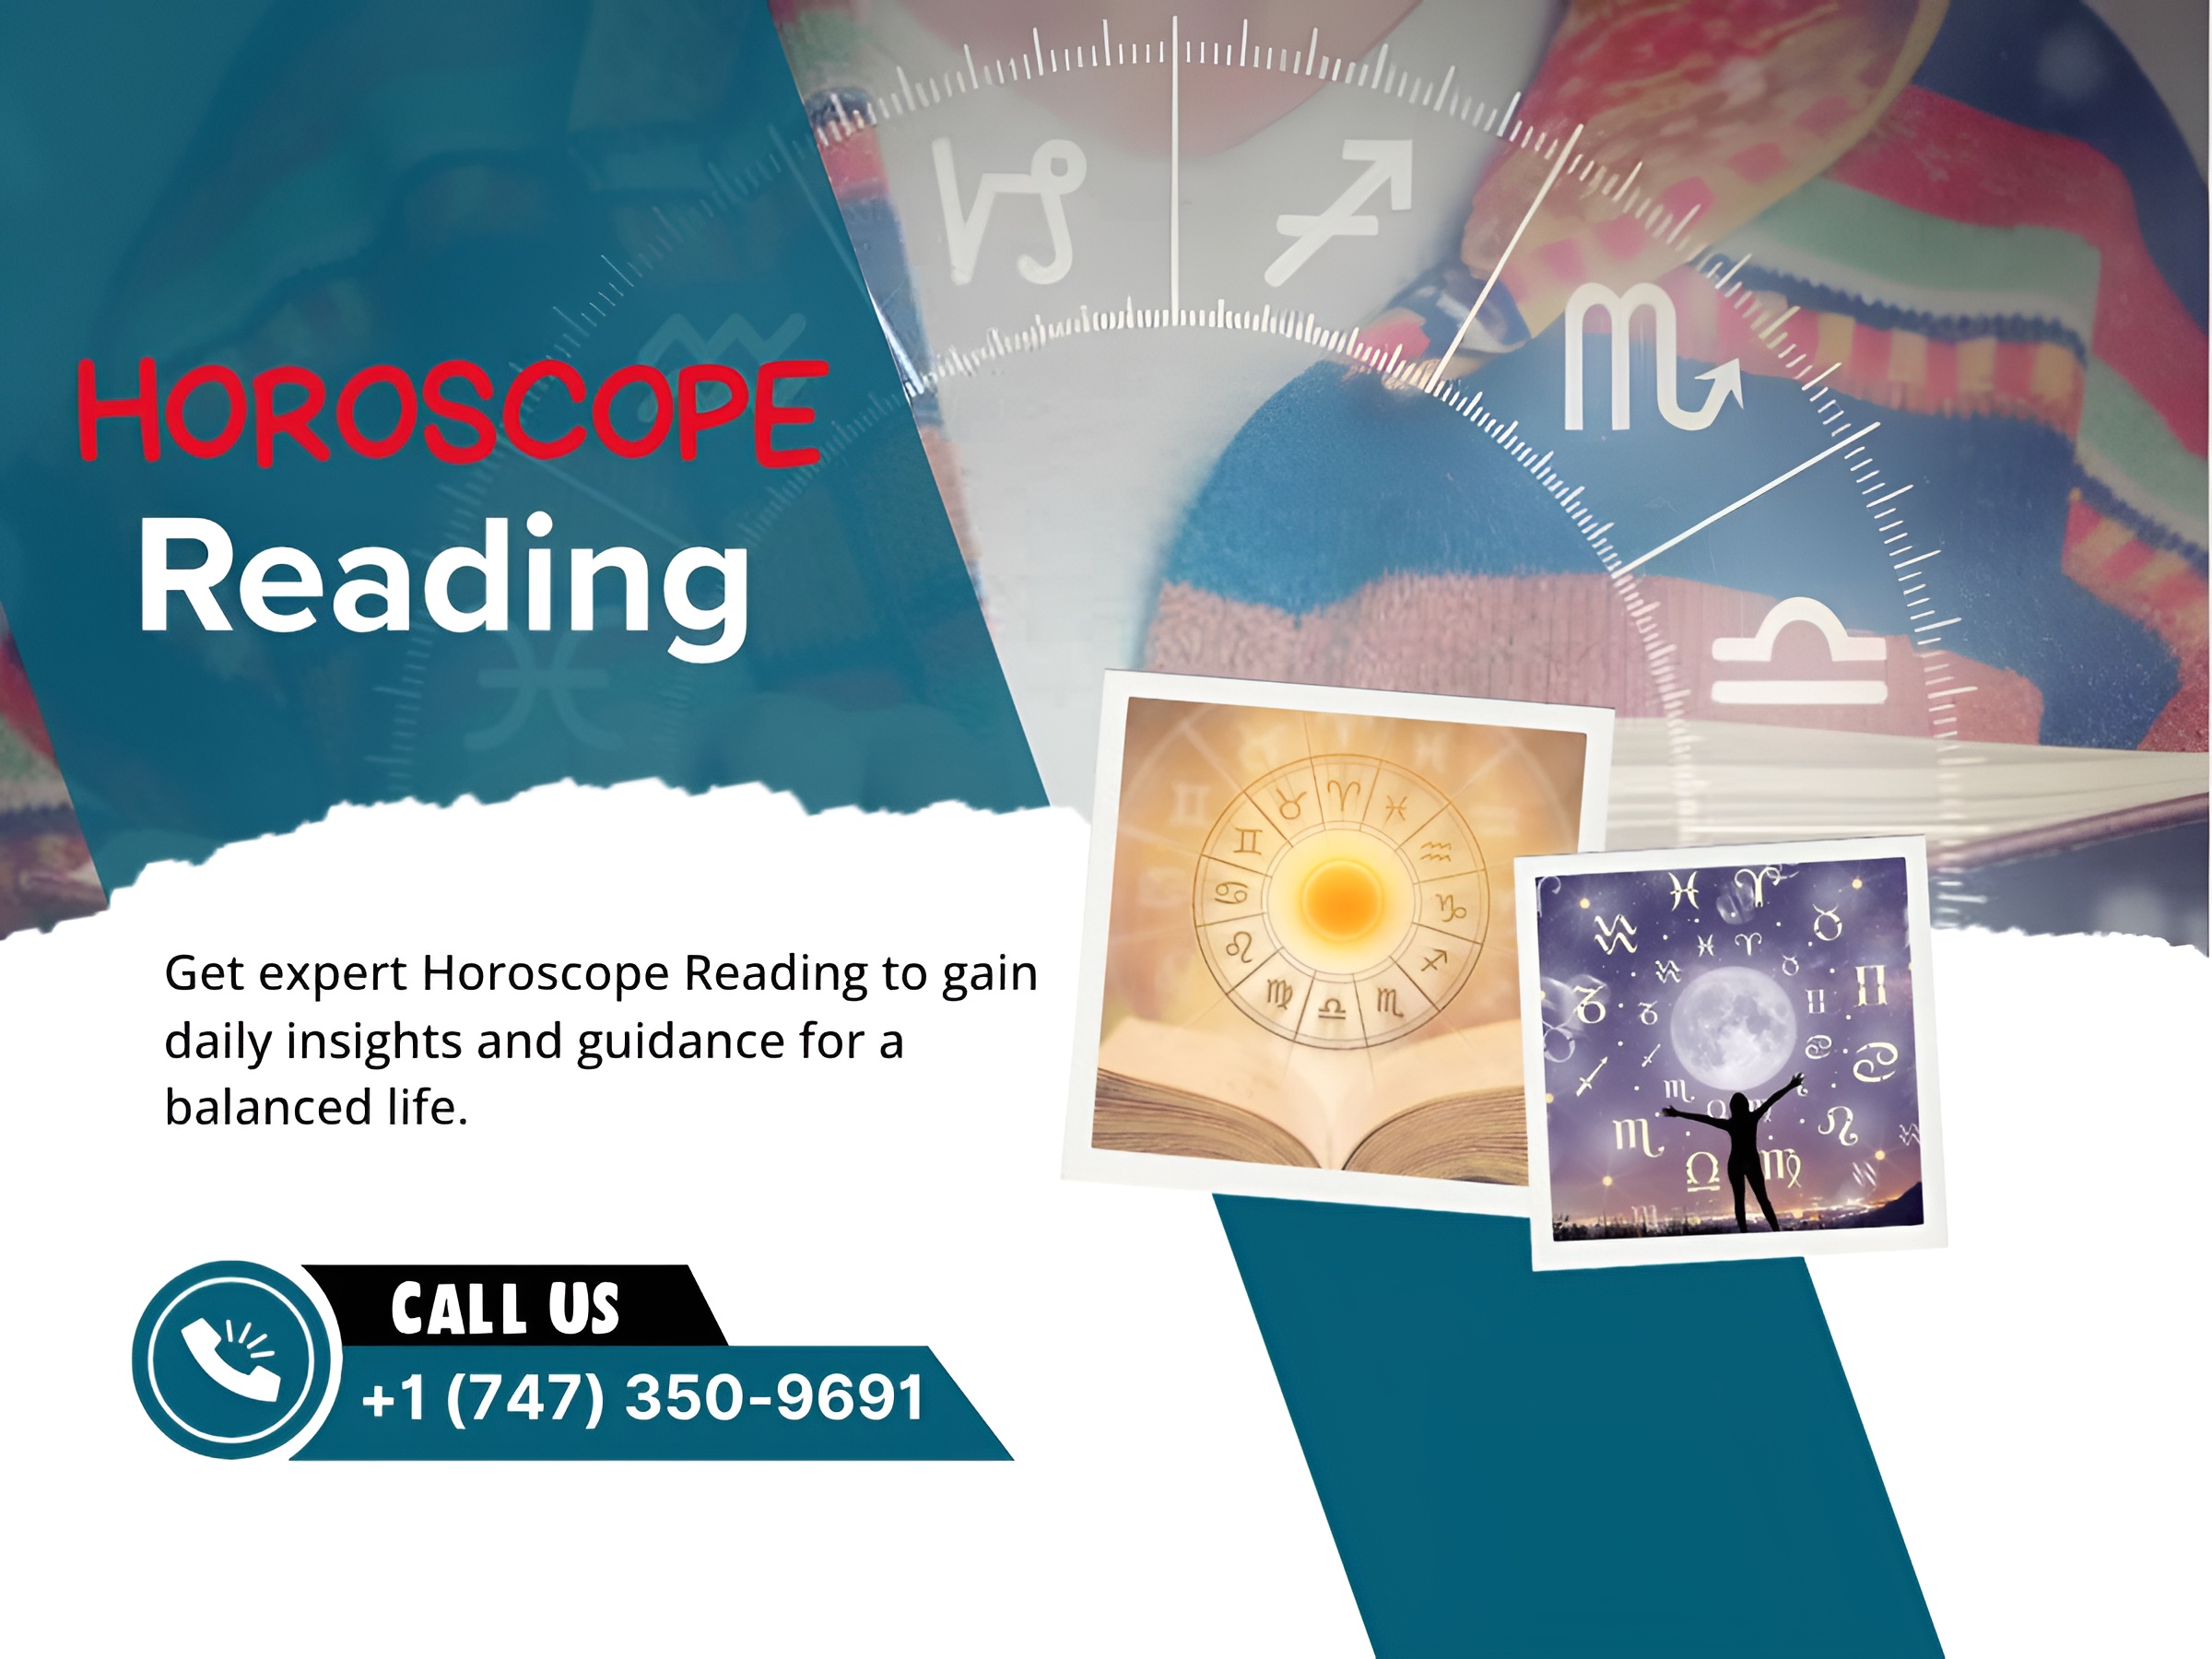 HOROSCOPE
Reading
Get expert Horoscope Reading to gain
daily insights and guidance for a
balanced life.
CALL US
+1 (747) 350-9691